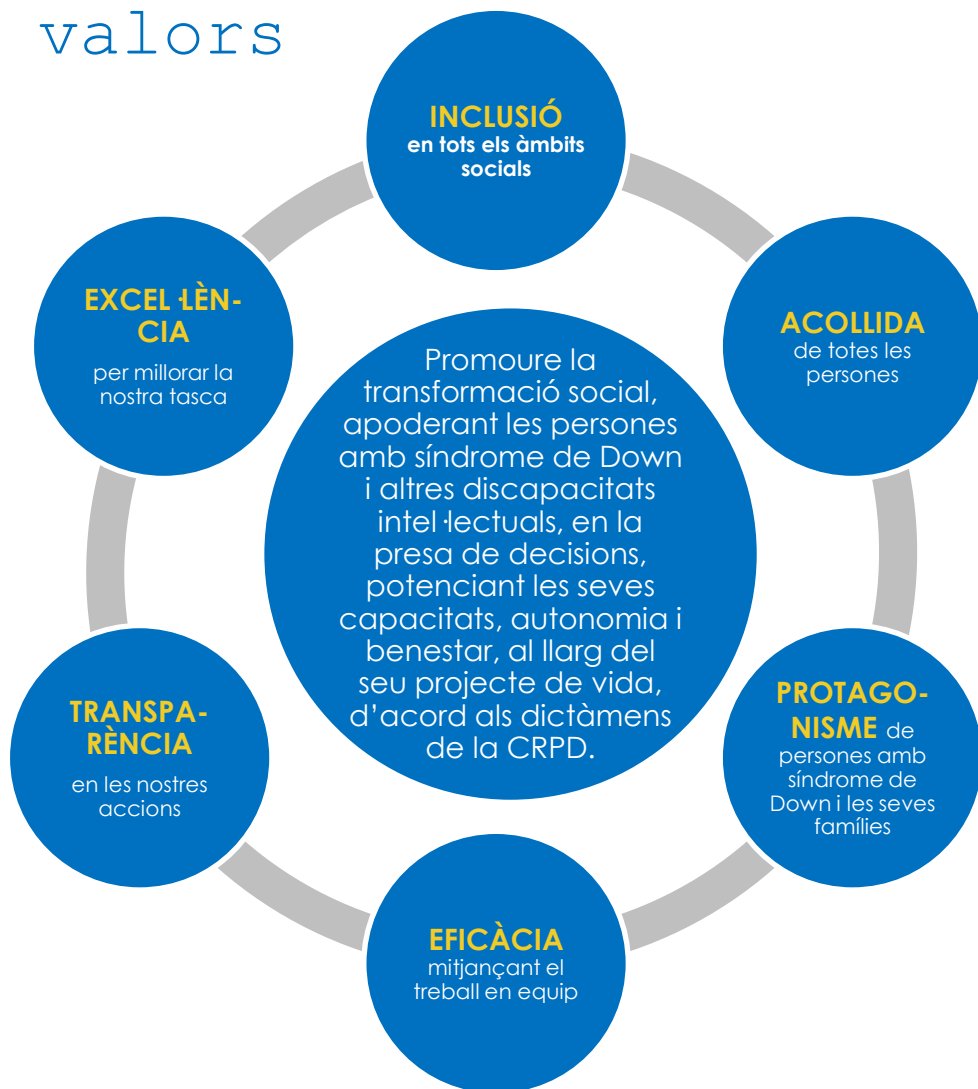 valors
INCLUSIÓ
en tots els àmbits
socials
ACOLLIDA
de totes les
persones
PROTAGO-
NISME de
persones amb
síndrome de
Down i les seves
famílies
EFICÀCIA
mitjançant el
treball en equip
TRANSPA-
RÈNCIA
en les nostres
accions
EXCEL·LÈN-
CIA
per millorar la
nostra tasca
Promoure la
transformació social,
apoderant les persones
amb síndrome de Down
i altres discapacitats
intel·lectuals, en la
presa de decisions,
potenciant les seves
capacitats, autonomia i
benestar, al llarg del
seu projecte de vida,
d'acord als dictàmens
de la CRPD.